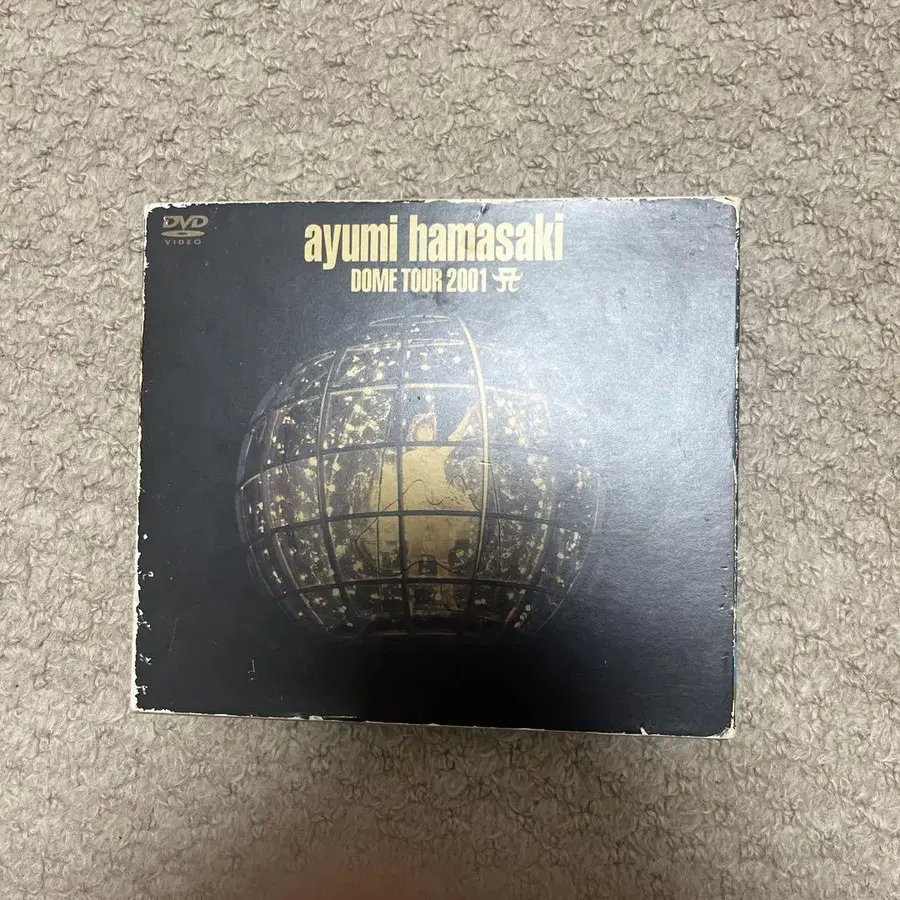 DVD
VIDEO
ayumi hamasaki
DOME TOUR 2001 A